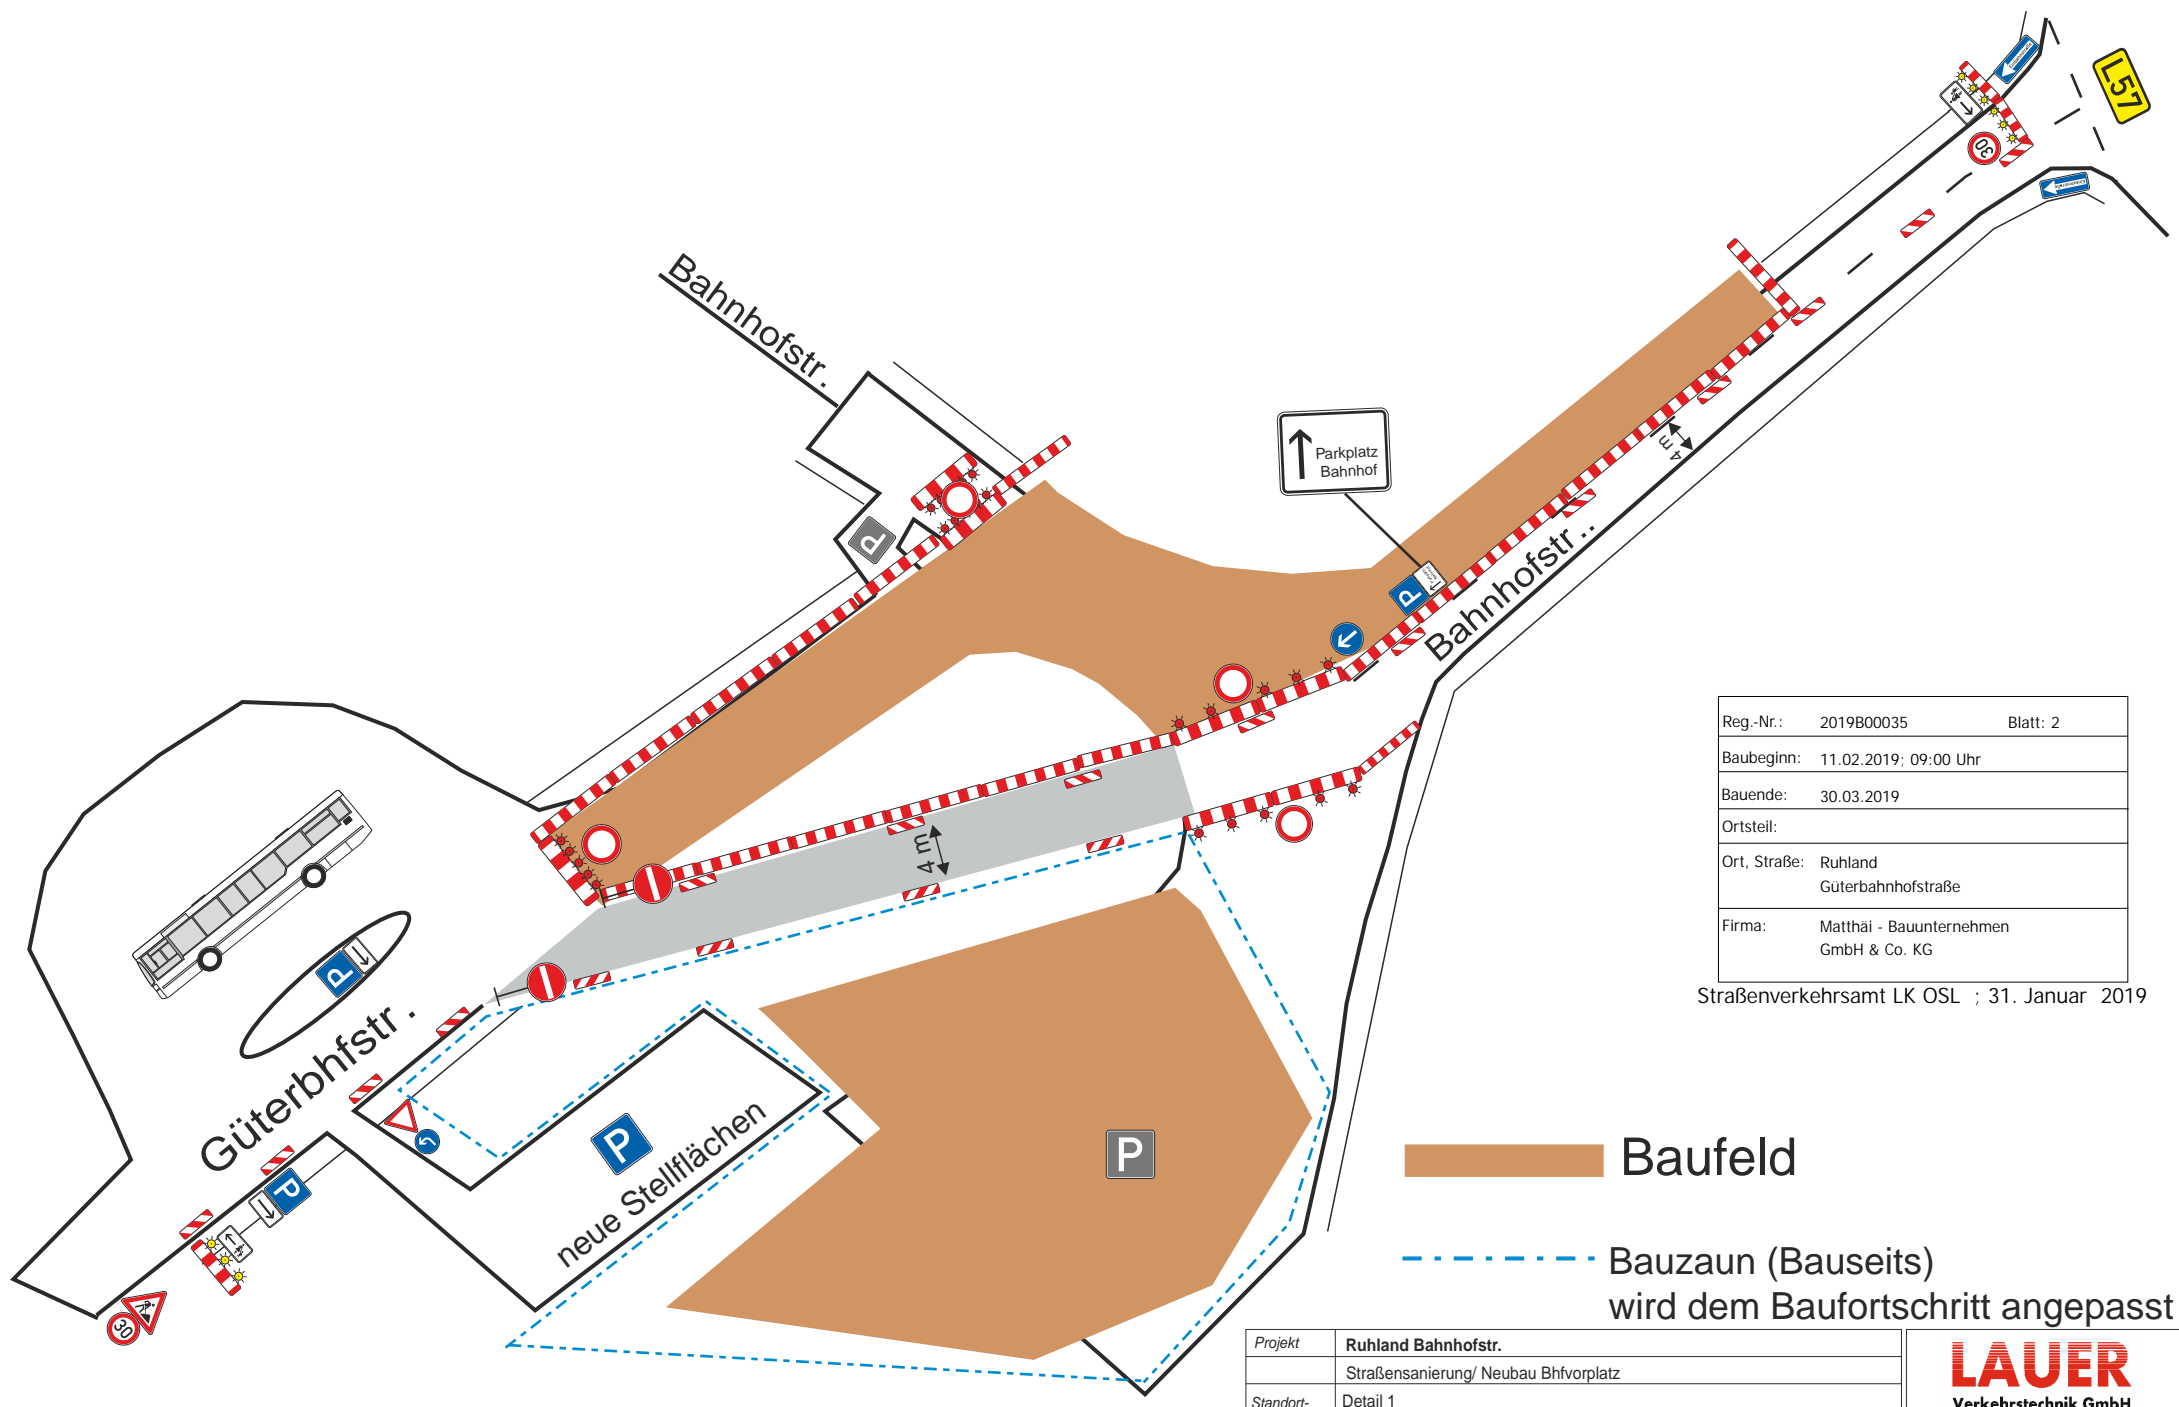 L57
30
Bahnhofstr.
P
Parkplatz
Bahnhof
4 m
P
Bahnhofstr..
Reg.-Nr.: 2019B00035 Blatt: 2
Baubeginn: 11.02.2019; 09:00 Uhr
Bauende: 30.03.2019
Ortsteil:
Ort, Straße: Ruhland
Güterbahnhofstraße
Firma: Matthäi - Bauunternehmen
GmbH & Co. KG
Straßenverkehrsamt LK OSL ; 31. Januar 2019
4 m
P
Güterbhfstr.
P
neue Stellflächen
P
P
30
Baufeld
Bauzaun (Bauseits)
wird dem Baufortschritt angepasst
Projekt Ruhland Bahnhofstr.
Straßensanierung/ Neubau Bhfvorplatz
Standort- Detail 1
LAUER
Verkehrstechnik GmbH